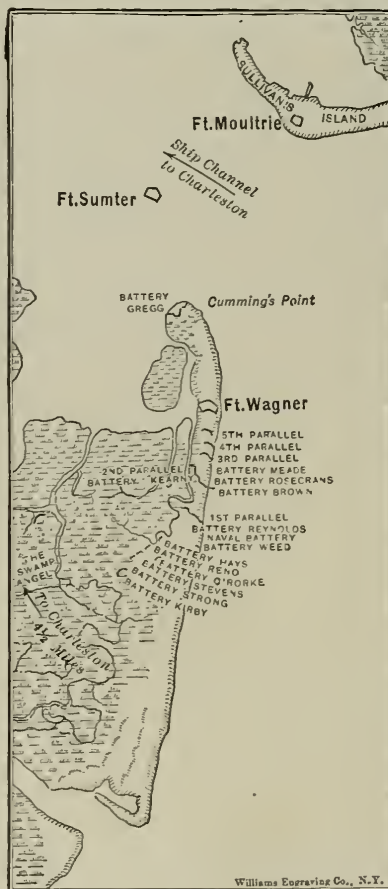 SULLIVAN'S
ISLAND
Ft.Moultrie
Ship Channel
to Charleston
Ft.Sumter
BATTERY
GREGG
Cumming's Point
Ft.Wagner
5TH PARALLEL
4TH PARALLEL
3RD PARALLEL
2ND PARALLEL
BATTERY KEARNY
BATTERY MEADE
BATTERY ROSECRANS
BATTERY BROWN
1ST PARALLEL
BATTERY REYNOLDS
NAVAL BATTERY
BATTERY WEED
BATTERY HAYS
BATTERY RENO
BATTERY O'RORKE
BATTERY STEVENS
BATTERY STRONG
BATTERY KIRBY
THE
SWAMP
ANGEL
To Charleston
4½ Miles
Williams Engraving Co., N.Y.